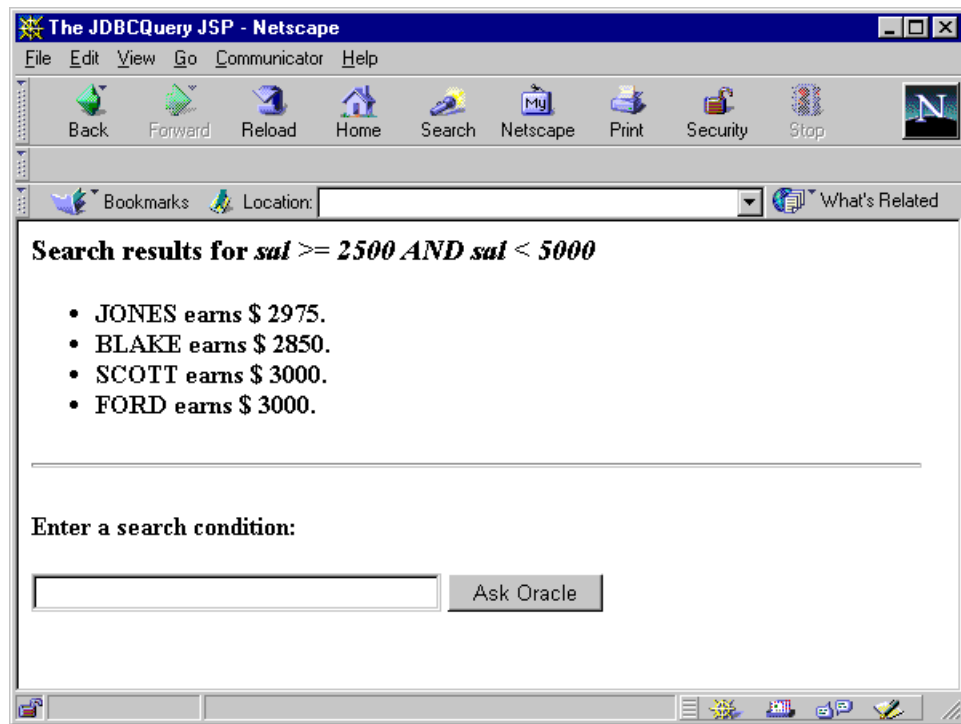 The JDBCQuery JSP - Netscape
File Edit View Go Communicator Help
Back Forward Reload Home Search Netscape Print Security Stop
My
N
Bookmarks Location: What's Related
Search results for sal >= 2500 AND sal < 5000
• JONES earns $ 2975.
• BLAKE earns $ 2850.
• SCOTT earns $ 3000.
• FORD earns $ 3000.
Enter a search condition:
Ask Oracle